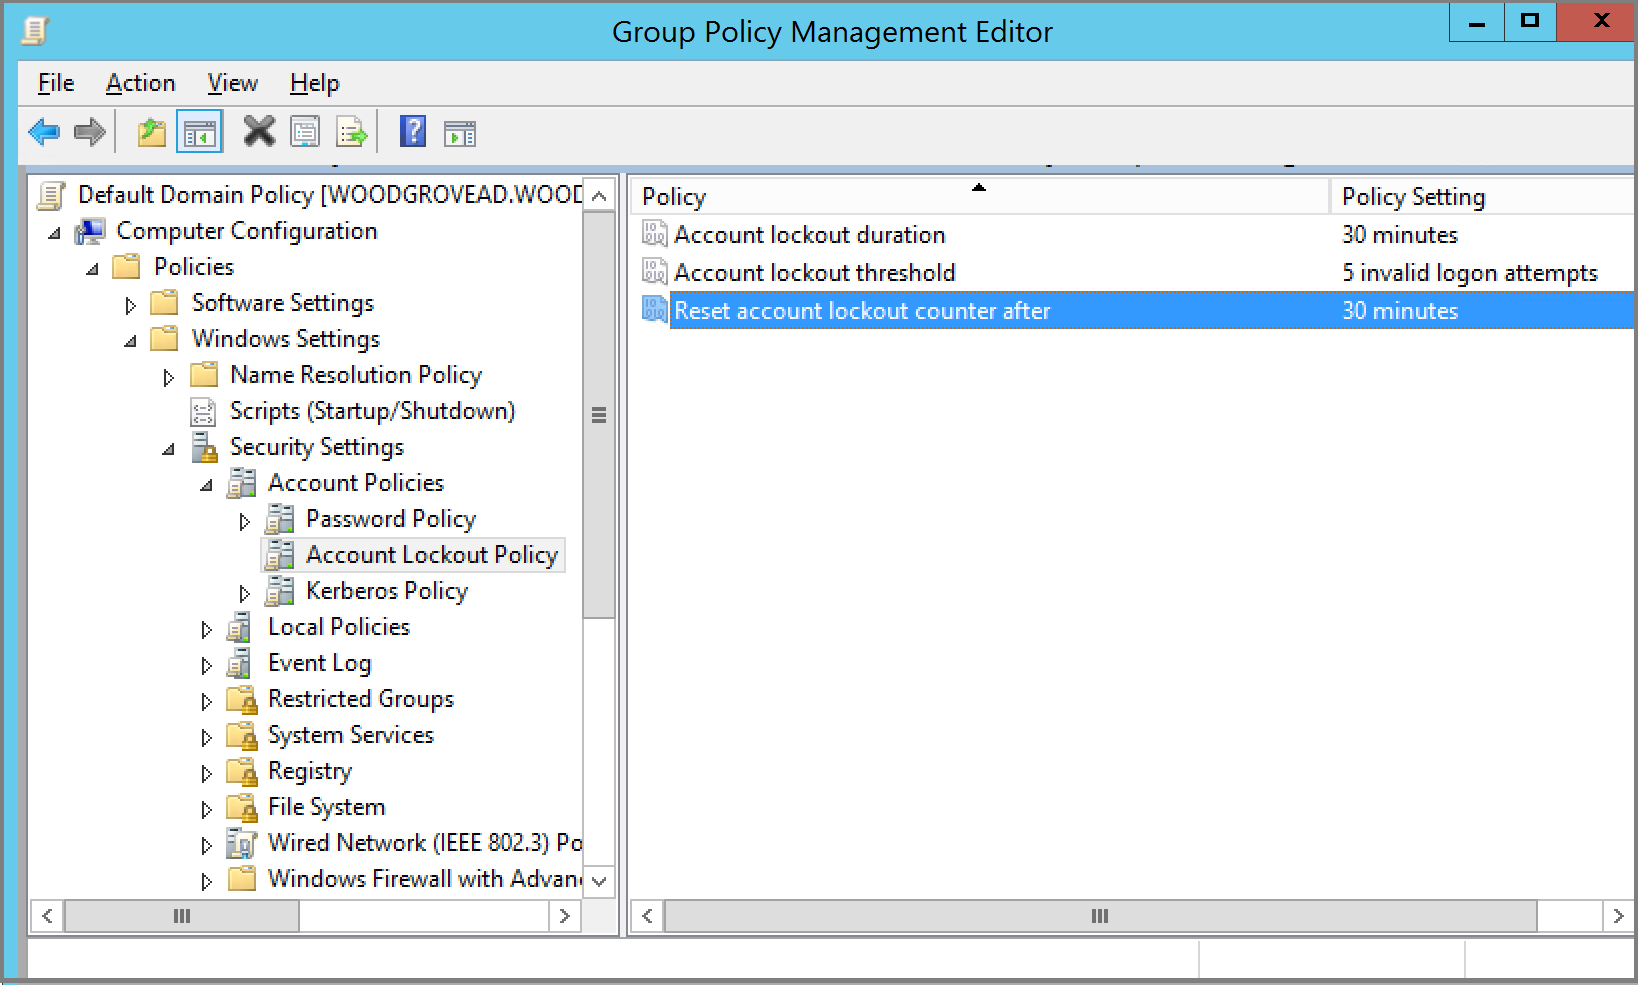 Group Policy Management Editor
File Action View Help
Default Domain Policy [WOODGROVEAD.WOOD
Computer Configuration
Policies
Software Settings
Windows Settings
Name Resolution Policy
Scripts (Startup/Shutdown)
Security Settings
Account Policies
Password Policy
Account Lockout Policy
Kerberos Policy
Local Policies
Event Log
Restricted Groups
System Services
Registry
File System
Wired Network (IEEE 802.3) Po
Windows Firewall with Advan
Policy Policy Setting
Account lockout duration 30 minutes
Account lockout threshold 5 invalid logon attempts
Reset account lockout counter after 30 minutes